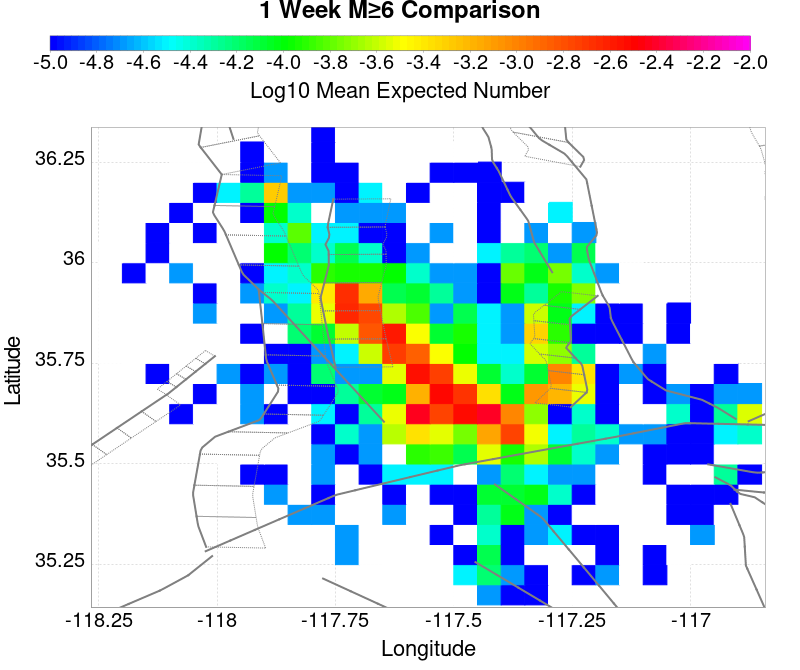 1 Week M≥6 Comparison
-5.0 -4.8 -4.6 -4.4 -4.2 -4.0 -3.8 -3.6 -3.4 -3.2 -3.0 -2.8 -2.6 -2.4 -2.2 -2.0
Log10 Mean Expected Number
36.25
36
35.75
35.5
35.25
Latitude
-118.25 -118 -117.75 -117.5 -117.25 -117
Longitude